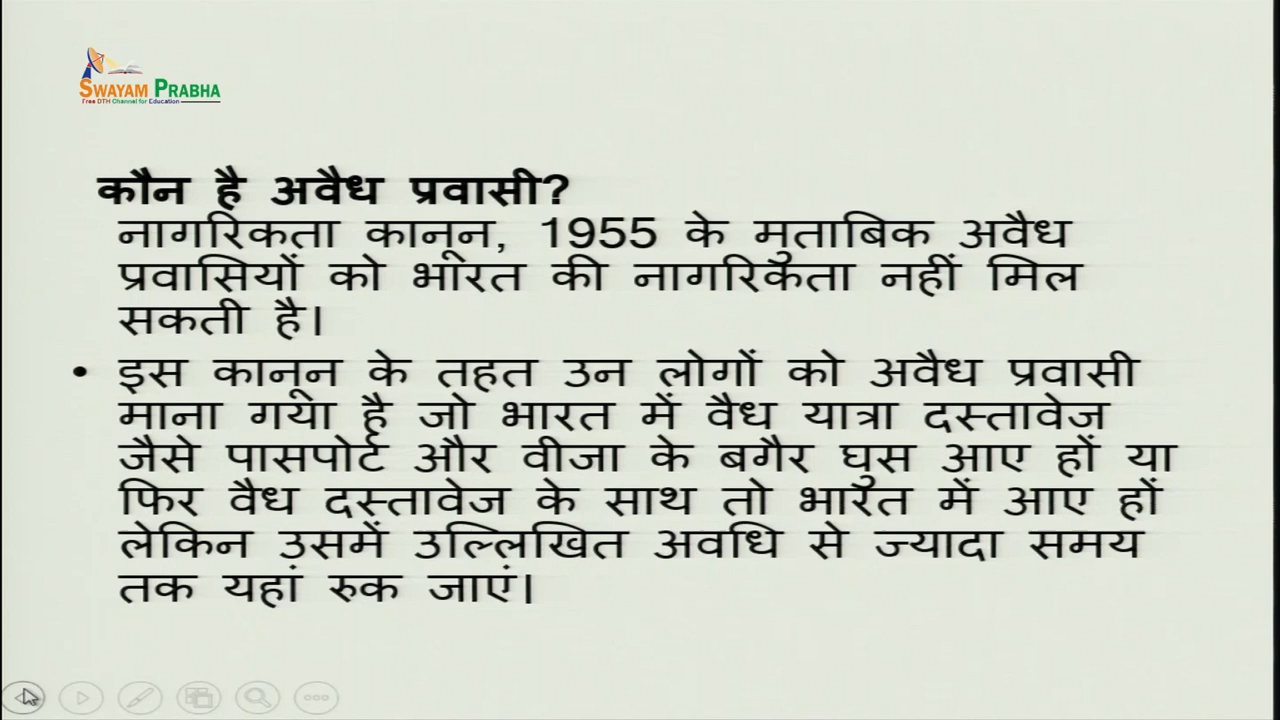 SWAYAM PRABHA
Free DTH Channel for Education
कौन है अवैध प्रवासी?
नागरिकता कानून, 1955 के मुताबिक अवैध
प्रवासियों को भारत की नागरिकता नहीं मिल
सकती है।
• इस कानून के तहत उन लोगों को अवैध प्रवासी
माना गया है जो भारत में वैध यात्रा दस्तावेज
जैसे पासपोर्ट और वीजा के बगैर घुस आए हों या
फिर वैध दस्तावेज के साथ तो भारत में आए हों
लेकिन उसमें उल्लिखित अवधि से ज्यादा समय
तक यहां रुक जाएं।